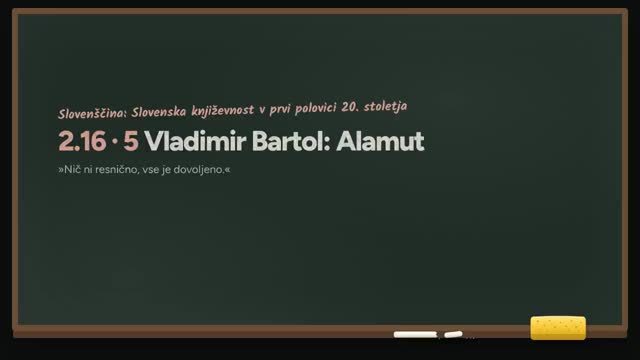 Slovenščina: Slovenska književnost v prvi polovici 20. stoletja
2.16 · 5 Vladimir Bartol: Alamut
»Nič ni resnično, vse je dovoljeno.«